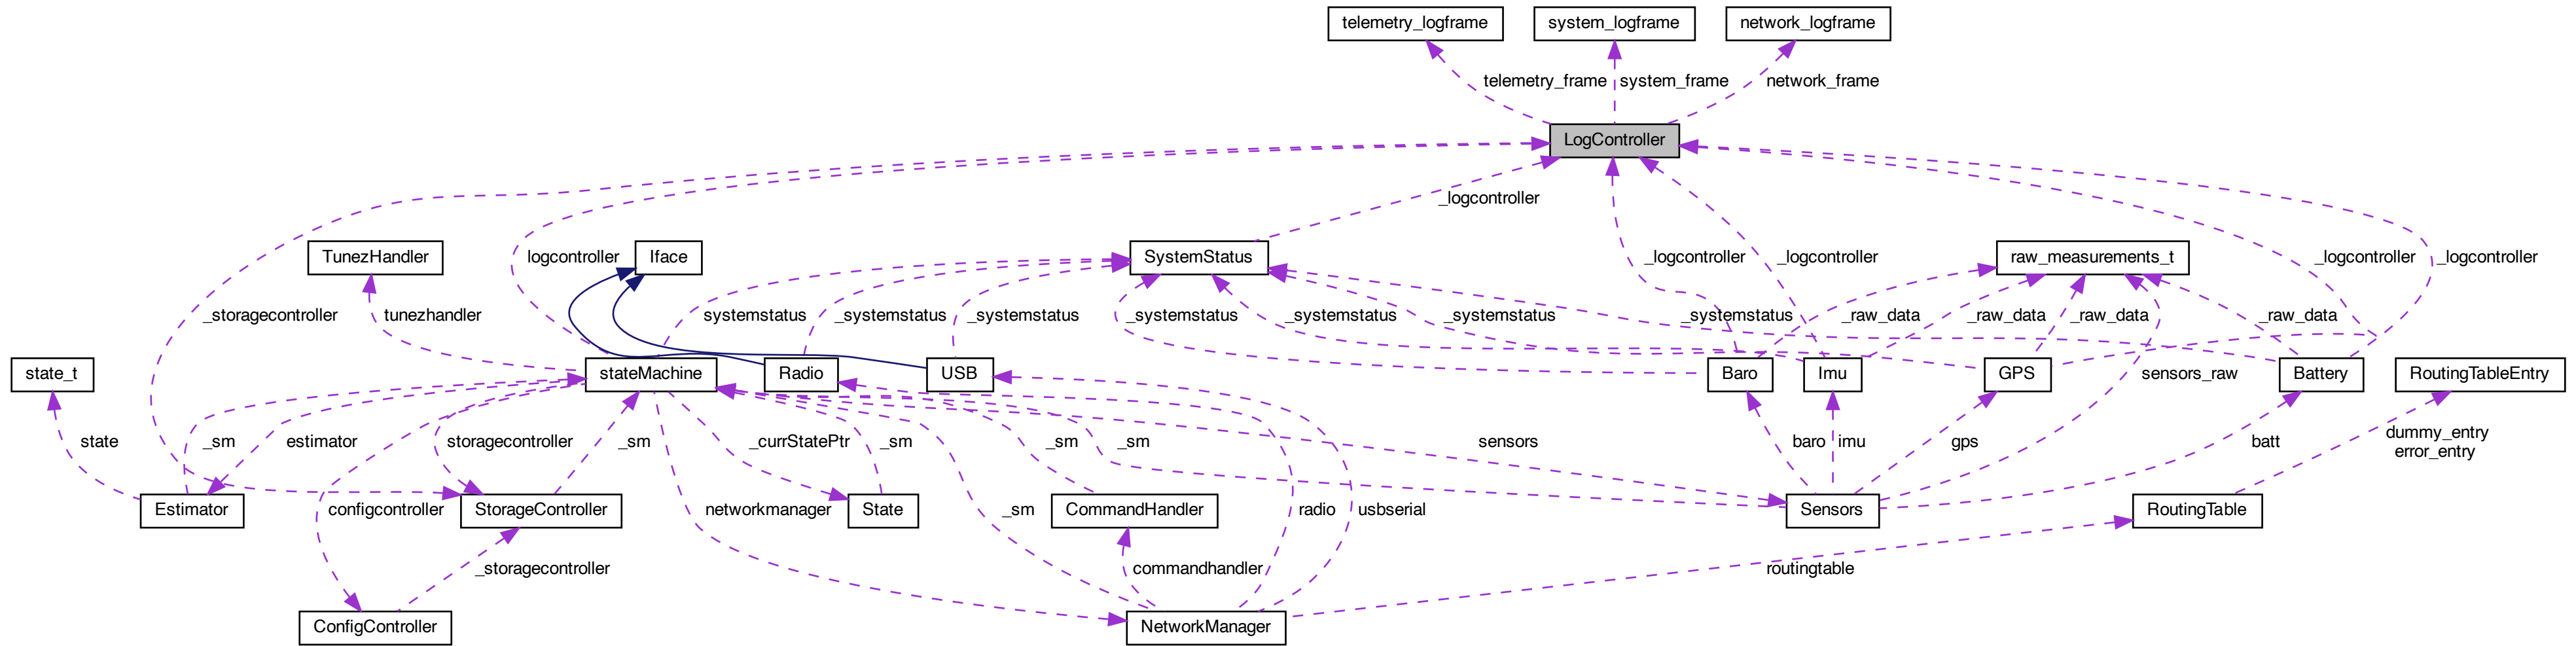 telemetry_logframe
system_logframe
network_logframe
telemetry_frame
system_frame
network_frame
LogController
_logcontroller
TunezHandler
logcontroller
Iface
SystemStatus
_logcontroller
_logcontroller
raw_measurements_t
_logcontroller
_logcontroller
_storagecontroller
tunezhandler
systemstatus
_systemstatus
_systemstatus
_systemstatus
_systemstatus
_systemstatus
_systemstatus
_raw_data
_raw_data
_raw_data
_raw_data
state_t
stateMachine
Radio
USB
Baro
Imu
GPS
sensors_raw
Battery
RoutingTableEntry
state
_sm
estimator
storagecontroller
_sm
_currStatePtr
_sm
_sm
_sm
sensors
baro
imu
gps
batt
dummy_entry
error_entry
Estimator
configcontroller
StorageController
networkmanager
State
_sm
CommandHandler
radio
usbserial
Sensors
RoutingTable
_storagecontroller
commandhandler
routingtable
ConfigController
NetworkManager